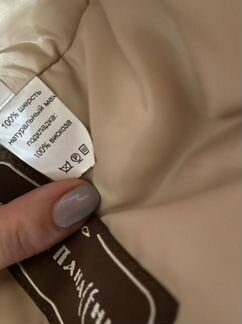 100% шерсть
натуральный мех
подкладка:
100% вискоза